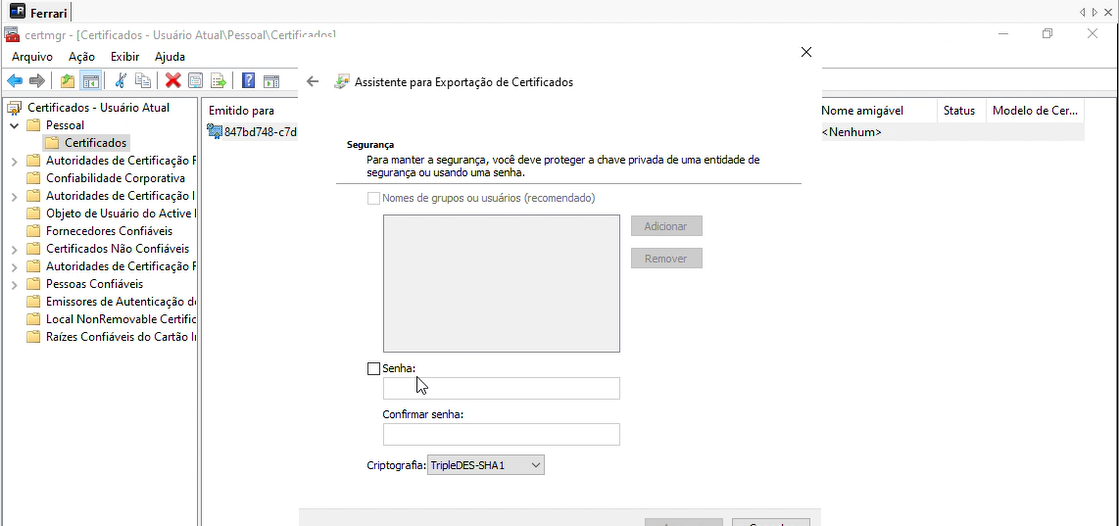 Ferrari
certmgr - [Certificados - Usuário Atual\Pessoal\Certificados]
Arquivo Ação Exibir Ajuda
Assistente para Exportação de Certificados
Certificados - Usuário Atual
Pessoal
Certificados
Autoridades de Certificação F
Confiabilidade Corporativa
Autoridades de Certificação I
Objeto de Usuário do Active
Fornecedores Confiáveis
Certificados Não Confiáveis
Autoridades de Certificação F
Pessoas Confiáveis
Emissores de Autenticação de
Local NonRemovable Certific
Raízes Confiáveis do Cartão
Emitido para
847bd748-c7d
Segurança
Para manter a segurança, você deve proteger a chave privada de uma entidade de
segurança ou usando uma senha.
Nomes de grupos ou usuários (recomendado)
Adicionar
Remover
Senha:
Confirmar senha:
Criptografia: TripleDES-SHA1
Nome amigável Status Modelo de Cer...
<Nenhum>